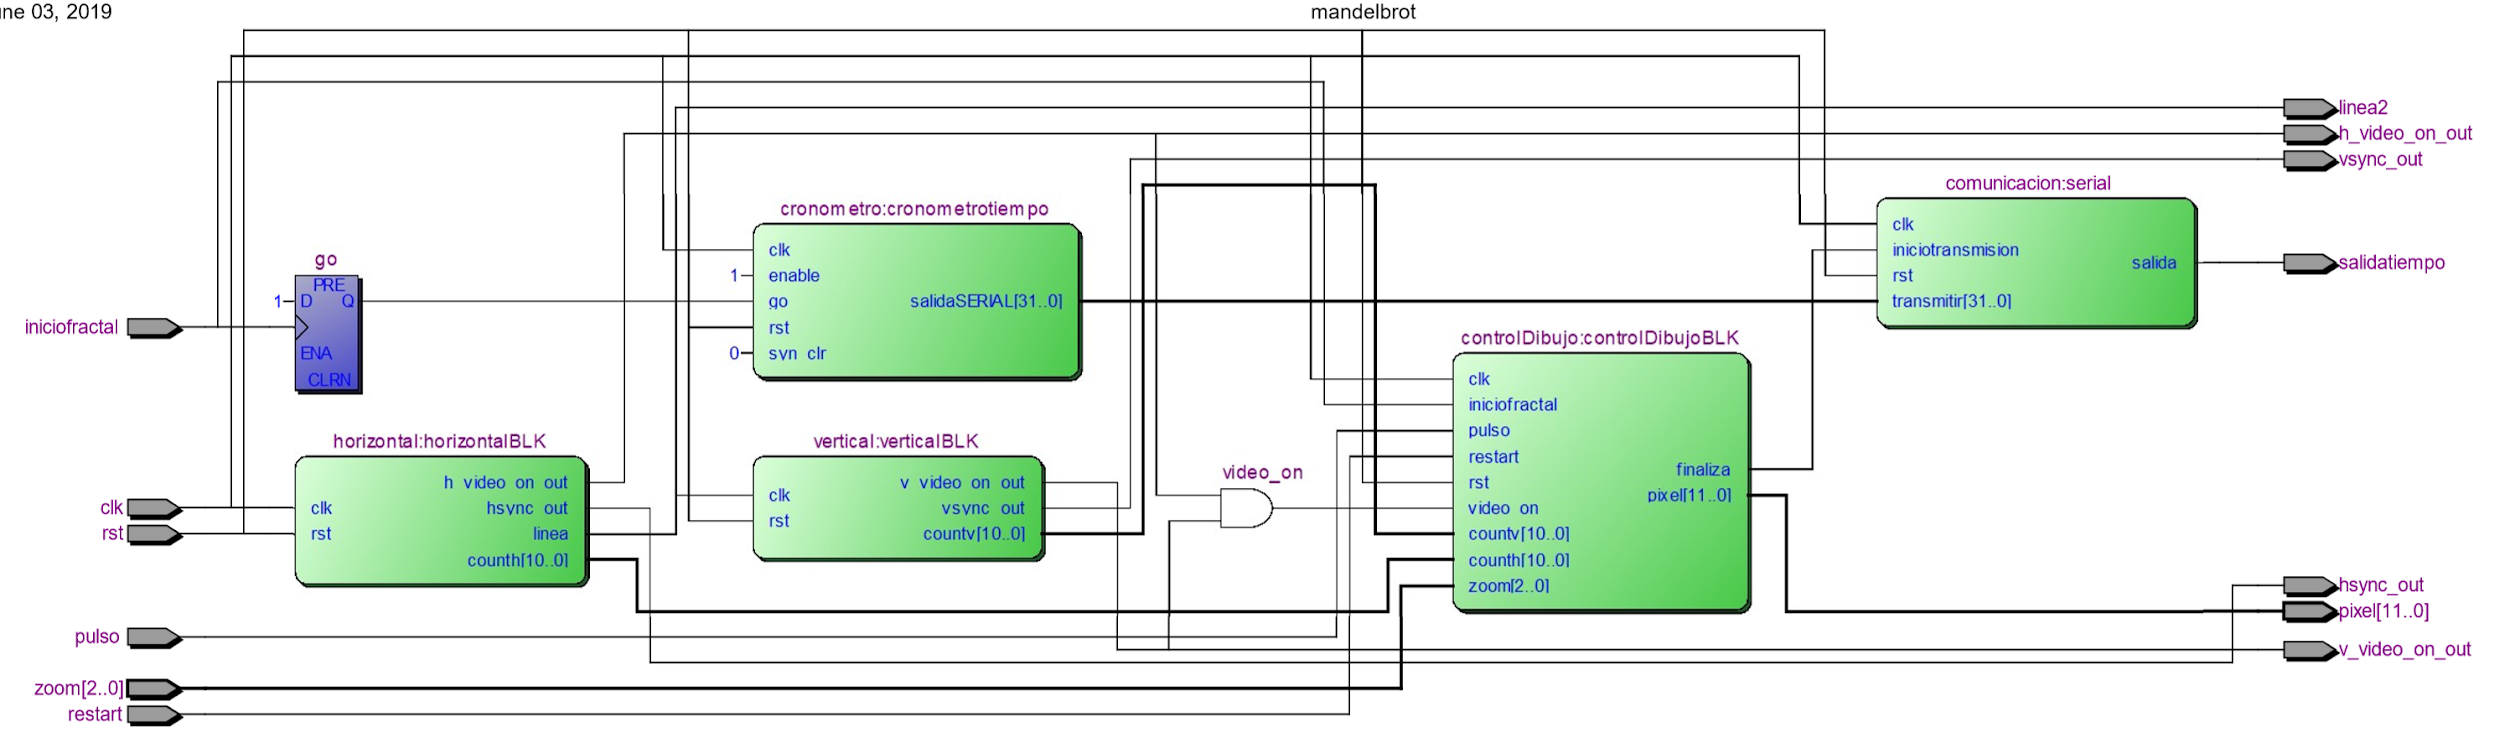 une 03, 2019
mandelbrot
linea2
h_video_on_out
vsync_out
comunicacion:serial
clk
iniciotransmision
rst
transmitir[31..0]
salida
salidatiempo
cronometro:cronometrotiempo
clk
1 enable
go
rst
0 syn_clr
salidaSERIAL[31..0]
go
PRE
1 D Q
ENA
CLRN
iniciofractal
controlDibujo:controlDibujoBLK
clk
iniciofractal
pulso
restart
rst
video_on
countv[10..0]
counth[10..0]
zoom[2..0]
finaliza
pixel[11..0]
horizontal:horizontalBLK
clk
rst
h_video_on_out
hsync_out
linea
counth[10..0]
vertical:verticalBLK
clk
rst
v_video_on_out
vsync_out
countv[10..0]
video_on
clk
rst
pulso
zoom[2..0]
restart
hsync_out
pixel[11..0]
v_video_on_out